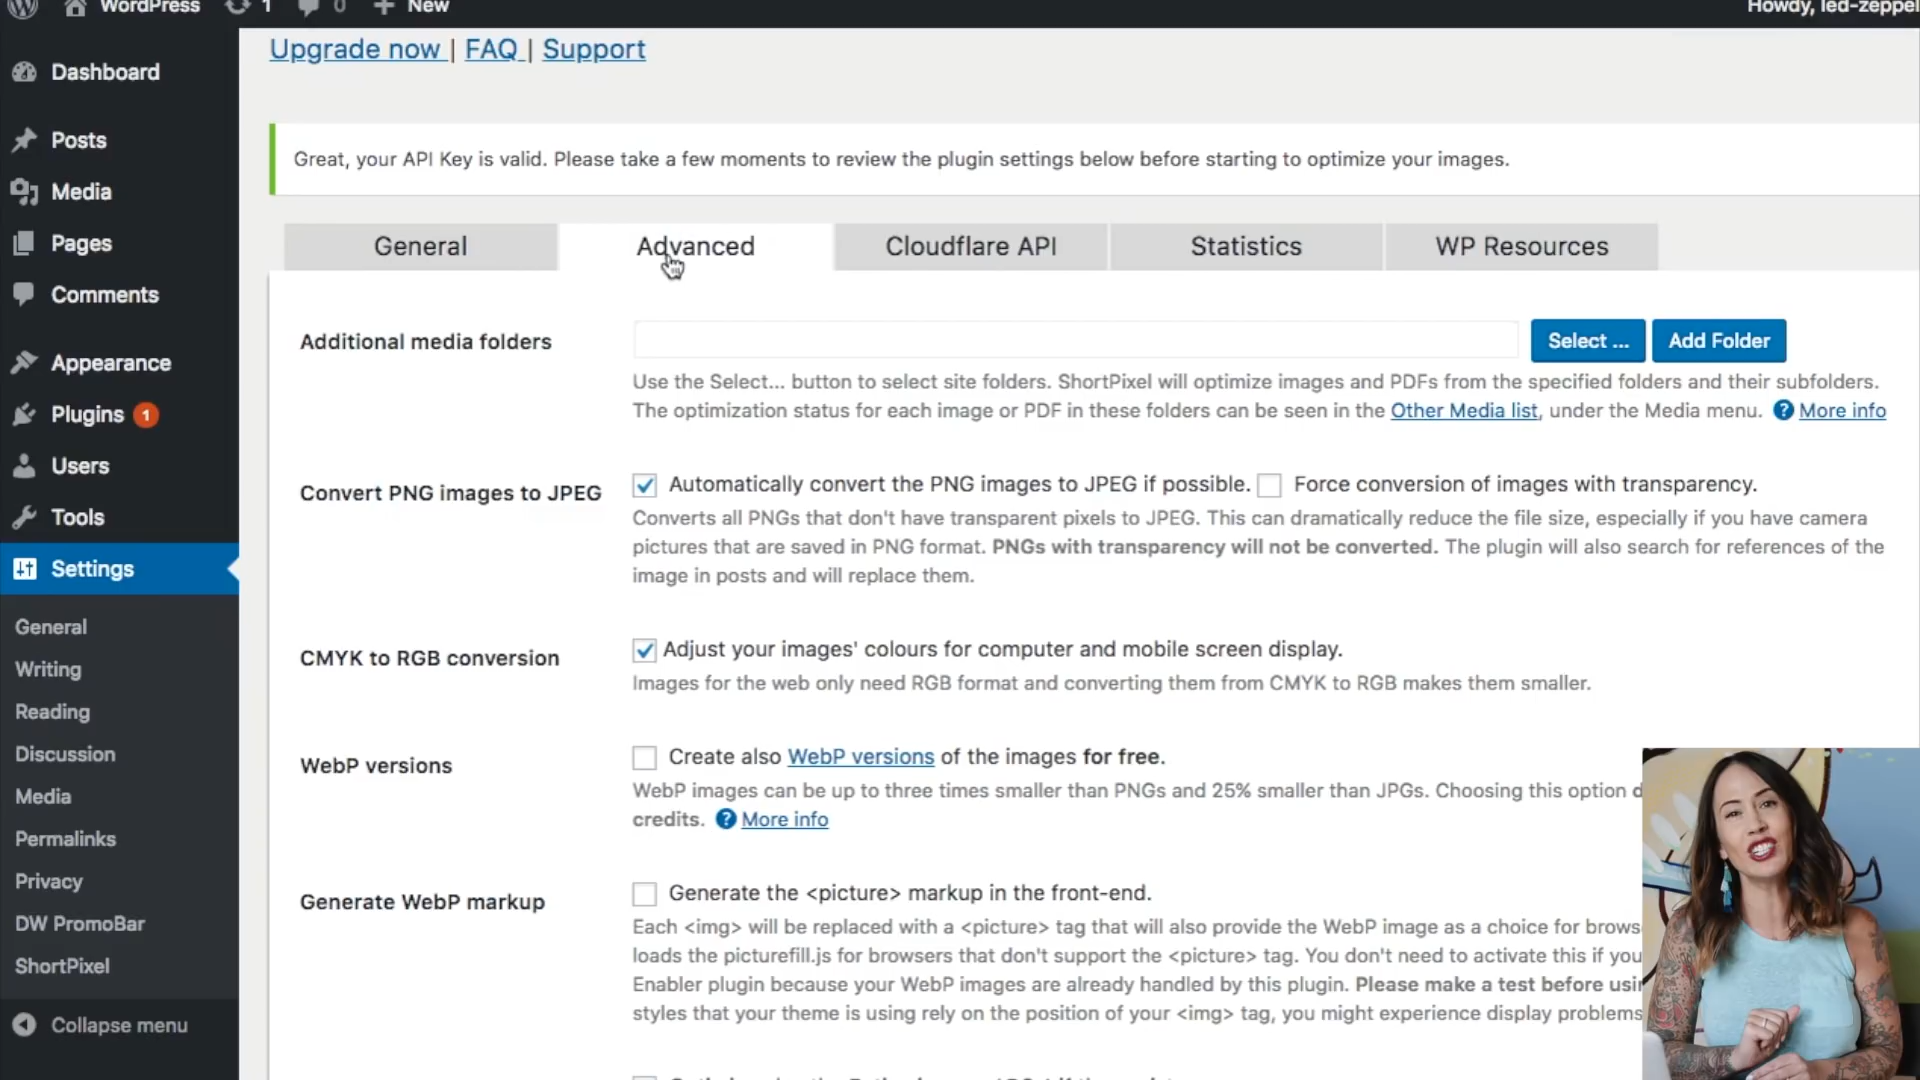 WordPress 1 0 New Howdy, led-zeppel
Dashboard
Posts
Media
Pages
Comments
Appearance
Plugins 1
Users
Tools
Settings
General
Writing
Reading
Discussion
Media
Permalinks
Privacy
DW PromoBar
ShortPixel
Collapse menu
Upgrade now | FAQ | Support
Great, your API Key is valid. Please take a few moments to review the plugin settings below before starting to optimize your images.
General Advanced Cloudflare API Statistics WP Resources
Additional media folders Select ... Add Folder
Use the Select... button to select site folders. ShortPixel will optimize images and PDFs from the specified folders and their subfolders.
The optimization status for each image or PDF in these folders can be seen in the Other Media list, under the Media menu. ? More info
Convert PNG images to JPEG Automatically convert the PNG images to JPEG if possible. Force conversion of images with transparency.
Converts all PNGs that don't have transparent pixels to JPEG. This can dramatically reduce the file size, especially if you have camera
pictures that are saved in PNG format. PNGs with transparency will not be converted. The plugin will also search for references of the
image in posts and will replace them.
CMYK to RGB conversion Adjust your images' colours for computer and mobile screen display.
Images for the web only need RGB format and converting them from CMYK to RGB makes them smaller.
WebP versions Create also WebP versions of the images for free.
WebP images can be up to three times smaller than PNGs and 25% smaller than JPGs. Choosing this option d
credits. ? More info
Generate WebP markup Generate the <picture> markup in the front-end.
Each <img> will be replaced with a <picture> tag that will also provide the WebP image as a choice for brows
loads the picturefill.js for browsers that don't support the <picture> tag. You don't need to activate this if you
Enabler plugin because your WebP images are already handled by this plugin. Please make a test before usin
styles that your theme is using rely on the position of your <img> tag, you might experience display problems